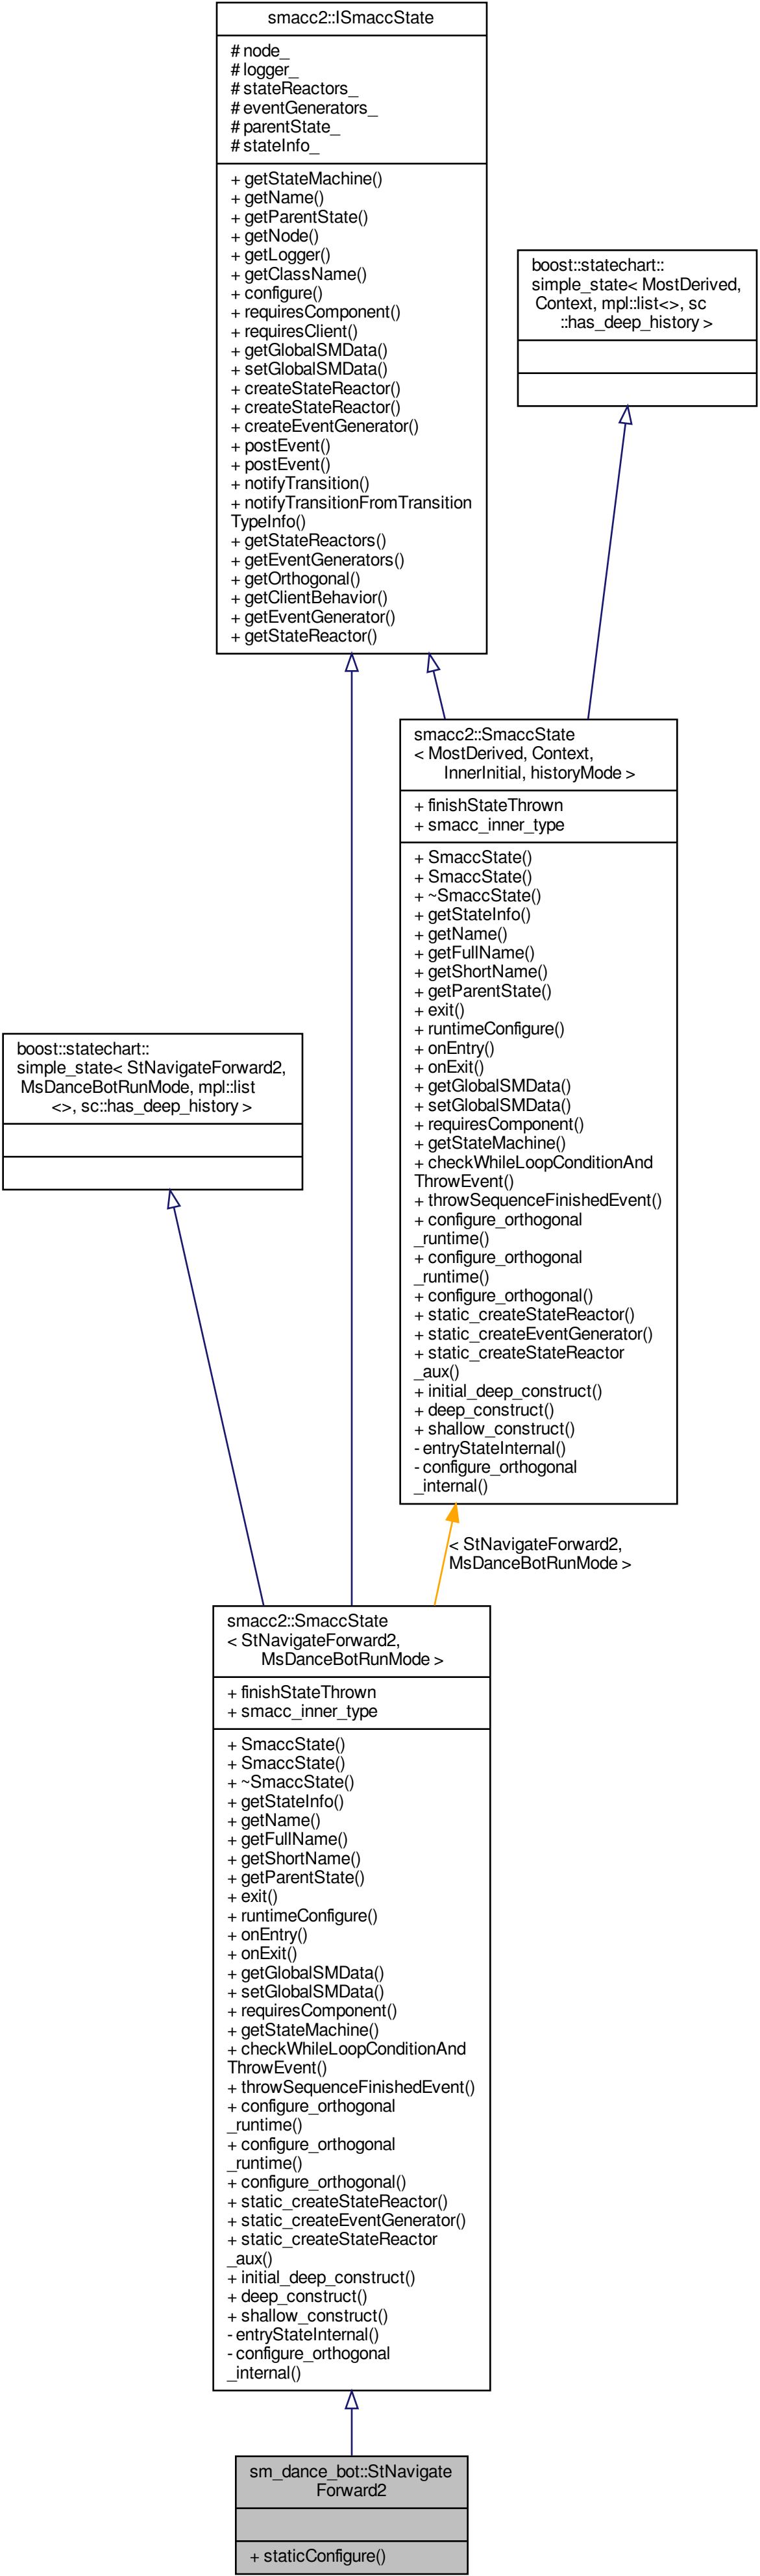 smacc2::ISmaccState
# node_
# logger_
# stateReactors_
# eventGenerators_
# parentState_
# stateInfo_
+ getStateMachine()
+ getName()
+ getParentState()
+ getNode()
+ getLogger()
+ getClassName()
+ configure()
+ requiresComponent()
+ requiresClient()
+ getGlobalSMData()
+ setGlobalSMData()
+ createStateReactor()
+ createStateReactor()
+ createEventGenerator()
+ postEvent()
+ postEvent()
+ notifyTransition()
+ notifyTransitionFromTransition
TypeInfo()
+ getStateReactors()
+ getEventGenerators()
+ getOrthogonal()
+ getClientBehavior()
+ getEventGenerator()
+ getStateReactor()
boost::statechart::
simple_state< MostDerived,
Context, mpl::list<>, sc
::has_deep_history >
smacc2::SmaccState
< MostDerived, Context,
InnerInitial, historyMode >
+ finishStateThrown
+ smacc_inner_type
+ SmaccState()
+ SmaccState()
+ ~SmaccState()
+ getStateInfo()
+ getName()
+ getFullName()
+ getShortName()
+ getParentState()
+ exit()
+ runtimeConfigure()
+ onEntry()
+ onExit()
+ getGlobalSMData()
+ setGlobalSMData()
+ requiresComponent()
+ getStateMachine()
+ checkWhileLoopConditionAnd
ThrowEvent()
+ throwSequenceFinishedEvent()
+ configure_orthogonal
_runtime()
+ configure_orthogonal
_runtime()
+ configure_orthogonal()
+ static_createStateReactor()
+ static_createEventGenerator()
+ static_createStateReactor
_aux()
+ initial_deep_construct()
+ deep_construct()
+ shallow_construct()
- entryStateInternal()
- configure_orthogonal
_internal()
boost::statechart::
simple_state< StNavigateForward2,
MsDanceBotRunMode, mpl::list
<>, sc::has_deep_history >
< StNavigateForward2,
MsDanceBotRunMode >
smacc2::SmaccState
< StNavigateForward2,
MsDanceBotRunMode >
+ finishStateThrown
+ smacc_inner_type
+ SmaccState()
+ SmaccState()
+ ~SmaccState()
+ getStateInfo()
+ getName()
+ getFullName()
+ getShortName()
+ getParentState()
+ exit()
+ runtimeConfigure()
+ onEntry()
+ onExit()
+ getGlobalSMData()
+ setGlobalSMData()
+ requiresComponent()
+ getStateMachine()
+ checkWhileLoopConditionAnd
ThrowEvent()
+ throwSequenceFinishedEvent()
+ configure_orthogonal
_runtime()
+ configure_orthogonal
_runtime()
+ configure_orthogonal()
+ static_createStateReactor()
+ static_createEventGenerator()
+ static_createStateReactor
_aux()
+ initial_deep_construct()
+ deep_construct()
+ shallow_construct()
- entryStateInternal()
- configure_orthogonal
_internal()
sm_dance_bot::StNavigate
Forward2
+ staticConfigure()